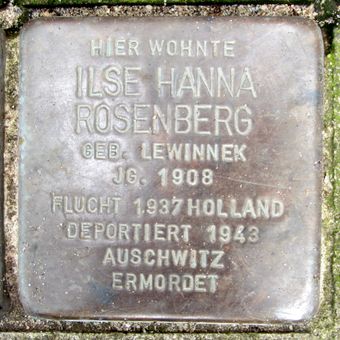 HIER WOHNTE
ILSE HANNA
ROSENBERG
GEB. LEWINNEK
JG. 1908
FLUCHT 1937 HOLLAND
DEPORTIERT 1943
AUSCHWITZ
ERMORDET